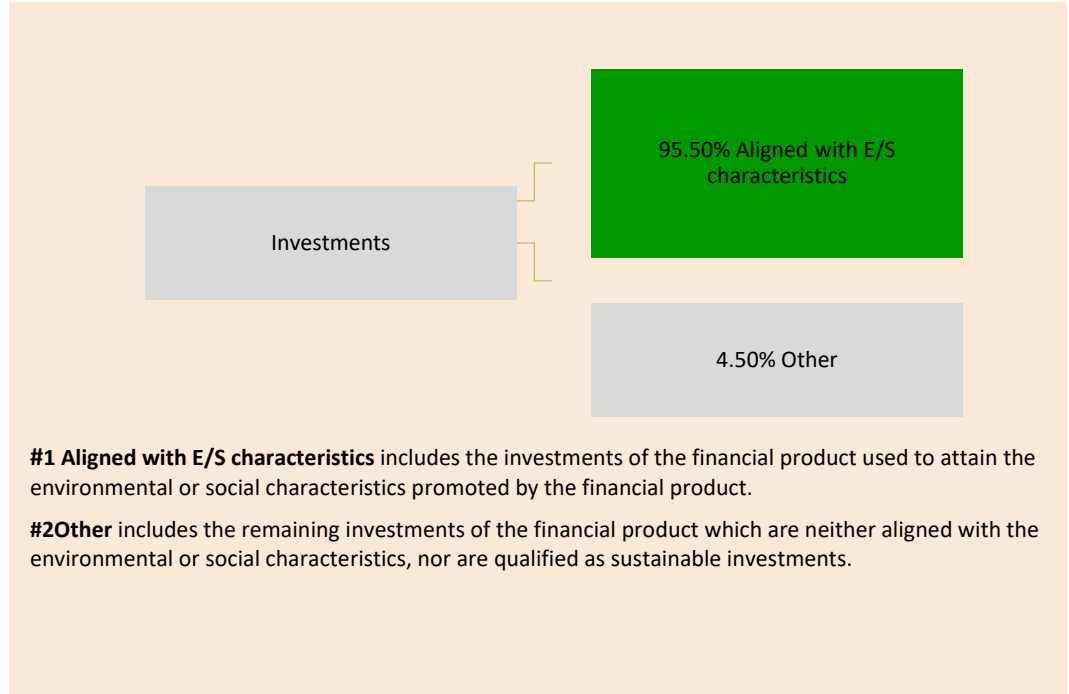 95.50% Aligned with E/S
characteristics
Investments
4.50% Other
#1 Aligned with E/S characteristics includes the investments of the financial product used to attain the
environmental or social characteristics promoted by the financial product.
#2Other includes the remaining investments of the financial product which are neither aligned with the
environmental or social characteristics, nor are qualified as sustainable investments.